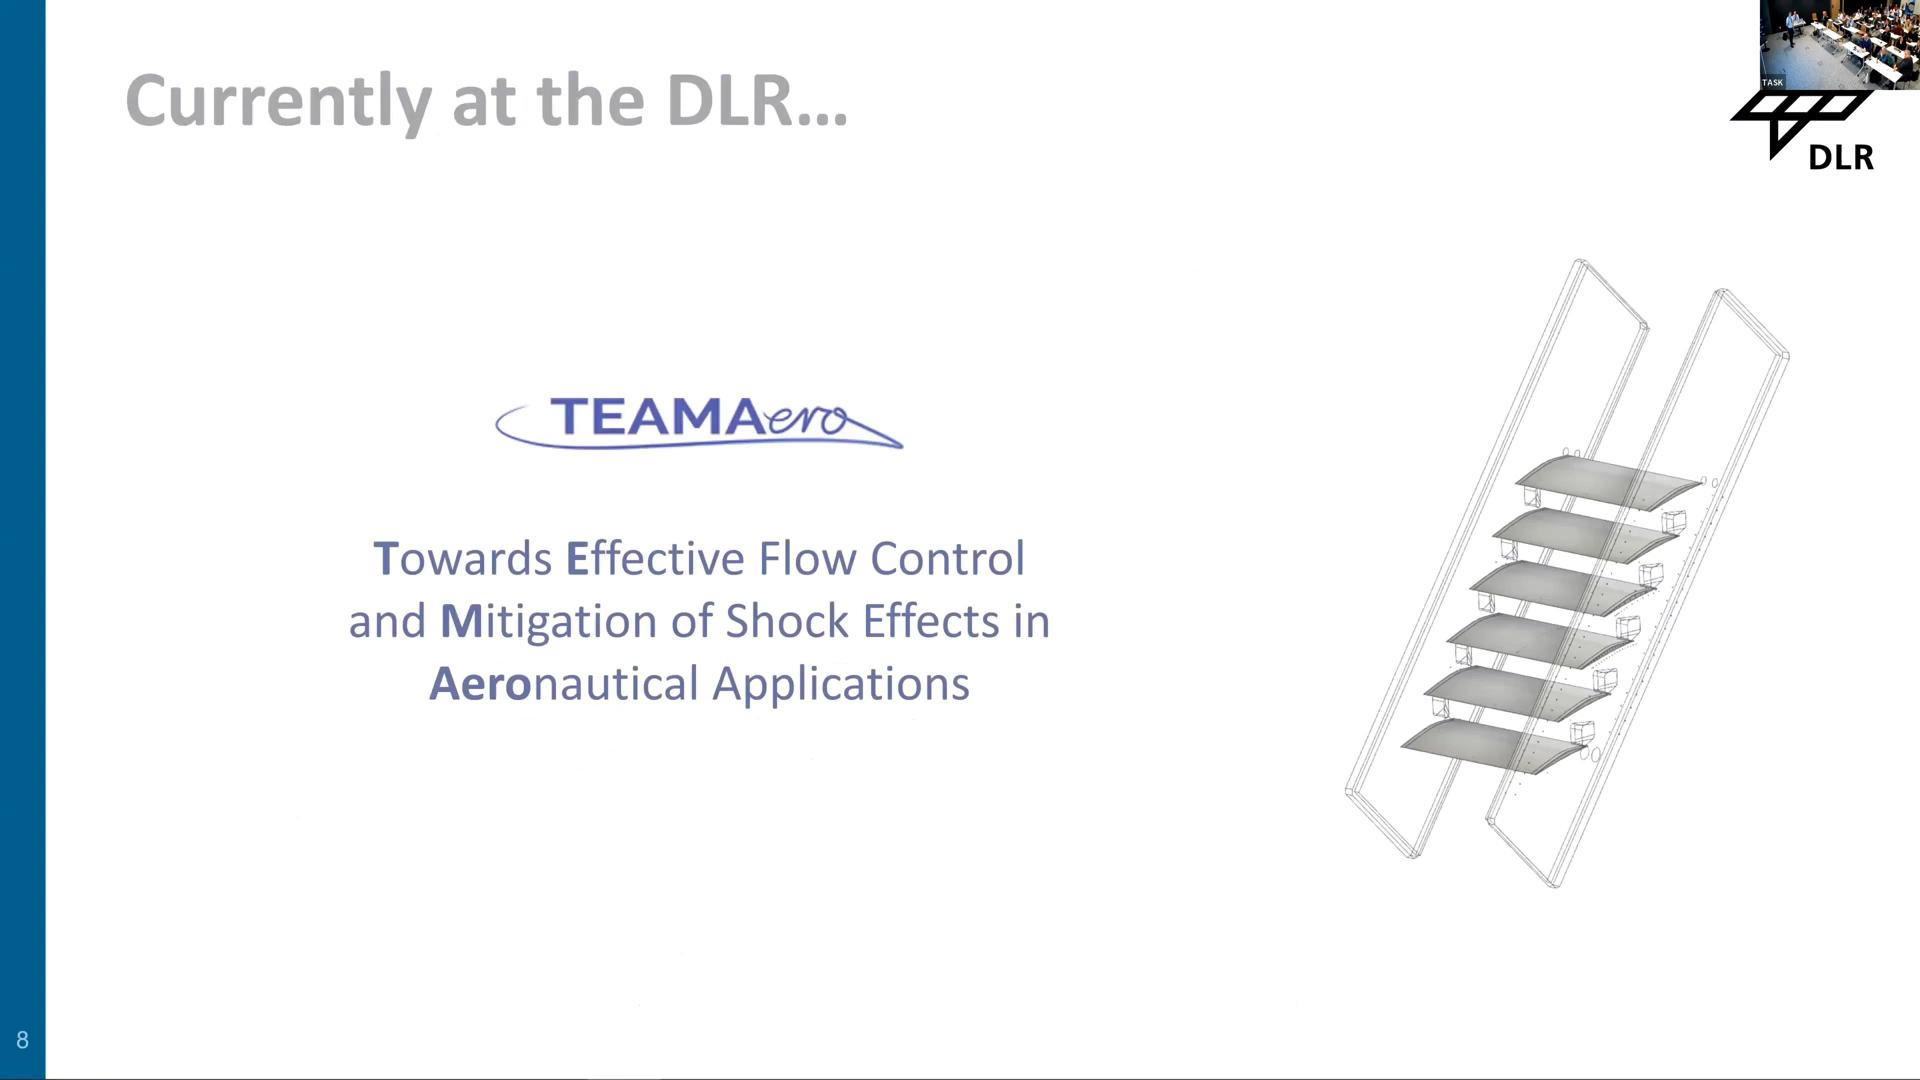 Currently at the DLR...
TASK
DLR
TEAMAero
Towards Effective Flow Control
and Mitigation of Shock Effects in
Aeronautical Applications
8